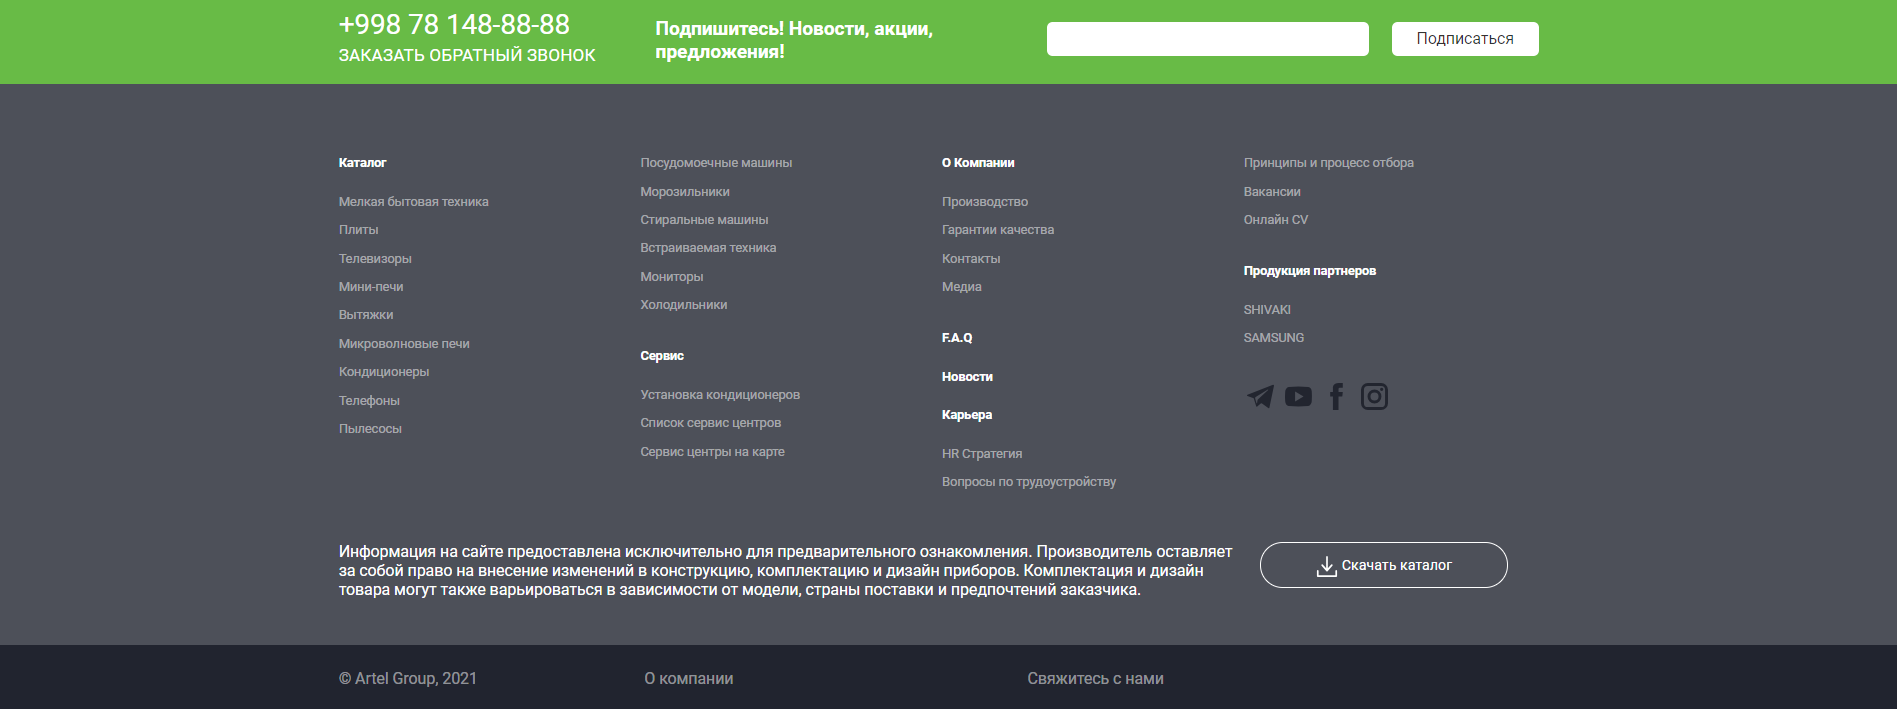 +998 78 148-88-88
ЗАКАЗАТЬ ОБРАТНЫЙ ЗВОНОК
Подпишитесь! Новости, акции,
предложения!
Подписаться
Каталог
Мелкая бытовая техника
Плиты
Телевизоры
Мини-печи
Вытяжки
Микроволновые печи
Кондиционеры
Телефоны
Пылесосы
Посудомоечные машины
Морозильники
Стиральные машины
Встраиваемая техника
Мониторы
Холодильники
Сервис
Установка кондиционеров
Список сервис центров
Сервис центры на карте
О Компании
Производство
Гарантии качества
Контакты
Медиа
F.A.Q
Новости
Карьера
HR Стратегия
Вопросы по трудоустройству
Принципы и процесс отбора
Вакансии
Онлайн CV
Продукция партнеров
SHIVAKI
SAMSUNG
Информация на сайте предоставлена исключительно для предварительного ознакомления. Производитель оставляет
за собой право на внесение изменений в конструкцию, комплектацию и дизайн приборов. Комплектация и дизайн
товара могут также варьироваться в зависимости от модели, страны поставки и предпочтений заказчика.
Скачать каталог
© Artel Group, 2021
О компании
Свяжитесь с нами